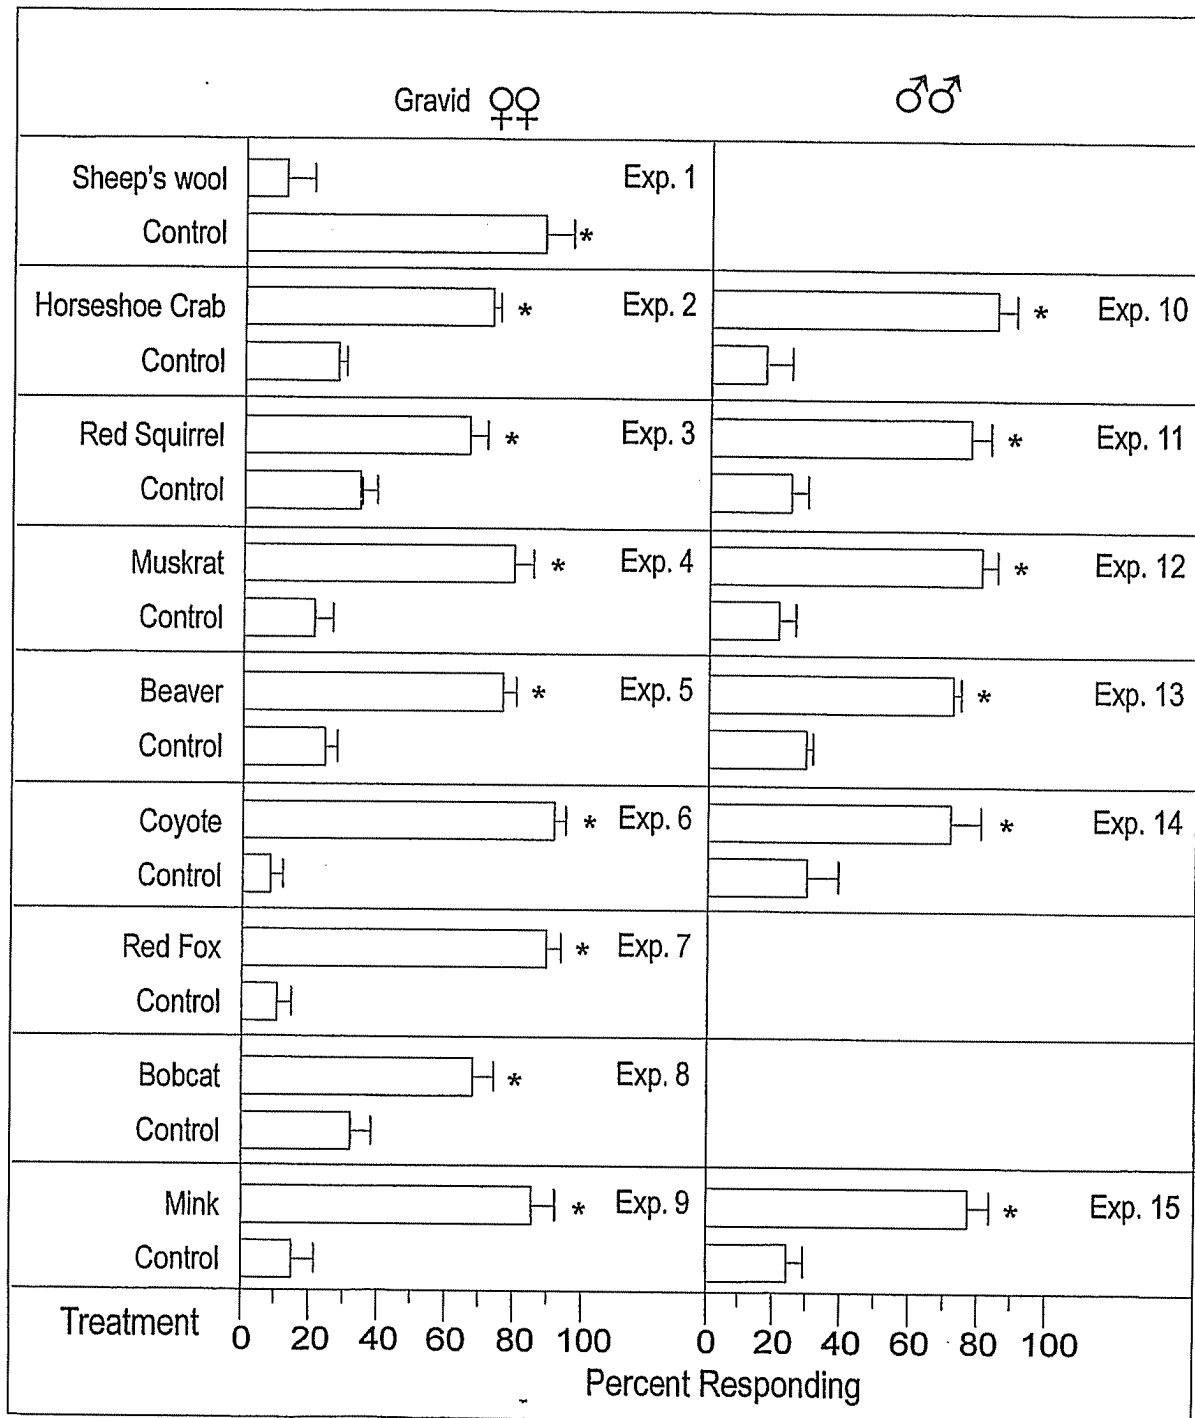 Gravid ♀♀ ♂♂
Sheep's wool Exp. 1
Control *
Horseshoe Crab * Exp. 2 * Exp. 10
Control
Red Squirrel * Exp. 3 * Exp. 11
Control
Muskrat * Exp. 4 * Exp. 12
Control
Beaver * Exp. 5 * Exp. 13
Control
Coyote * Exp. 6 * Exp. 14
Control
Red Fox * Exp. 7
Control
Bobcat * Exp. 8
Control
Mink * Exp. 9 * Exp. 15
Control
Treatment 0 20 40 60 80 100 0 20 40 60 80 100
Percent Responding